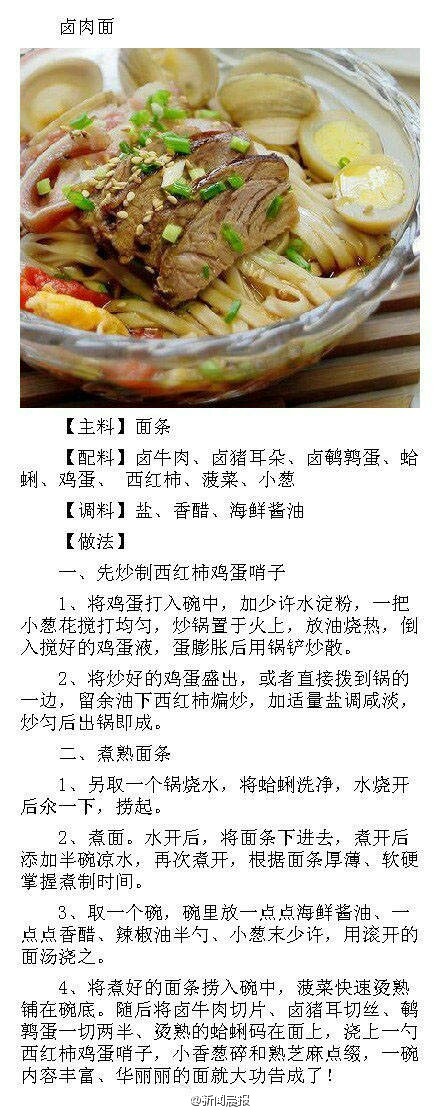 卤肉面
【主料】面条
【配料】卤牛肉、卤猪耳朵、卤鹌鹑蛋、蛤
蜊、鸡蛋、 西红柿、菠菜、小葱
【调料】盐、香醋、海鲜酱油
【做法】
一、先炒制西红柿鸡蛋哨子
1、将鸡蛋打入碗中，加少许水淀粉，一把
小葱花搅打均匀，炒锅置于火上，放油烧热，倒
入搅好的鸡蛋液，蛋膨胀后用锅铲炒散。
2、将炒好的鸡蛋盛出，或者直接拨到锅的
一边，留余油下西红柿煸炒，加适量盐调咸淡，
炒匀后出锅即成。
二、煮熟面条
1、另取一个锅烧水，将蛤蜊洗净，水烧开
后汆一下，捞起。
2、煮面。水开后，将面条下进去，煮开后
添加半碗凉水，再次煮开，根据面条厚薄、软硬
掌握煮制时间。
3、取一个碗，碗里放一点点海鲜酱油、一
点点香醋、辣椒油半勺、小葱末少许，用滚开的
面汤浇之。
4、将煮好的面条捞入碗中，菠菜快速烫熟
铺在碗底。随后将卤牛肉切片、卤猪耳切丝、鹌
鹑蛋一切两半、烫熟的蛤蜊码在面上，浇上一勺
西红柿鸡蛋哨子，小香葱碎和熟芝麻点缀，一碗
内容丰富、华丽丽的面就大功告成了！
@新闻晨报